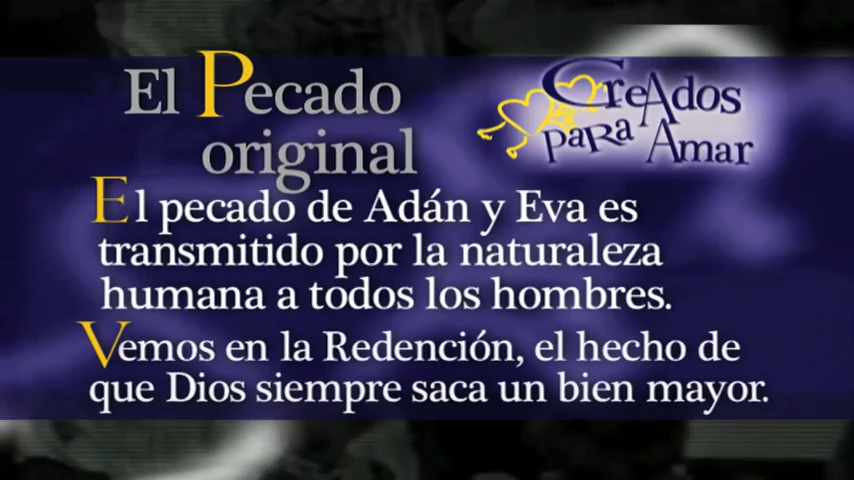 El Pecado
original
CreAdos
paRa Amar
El pecado de Adán y Eva es
transmitido por la naturaleza
humana a todos los hombres.
Vemos en la Redención, el hecho de
que Dios siempre saca un bien mayor.